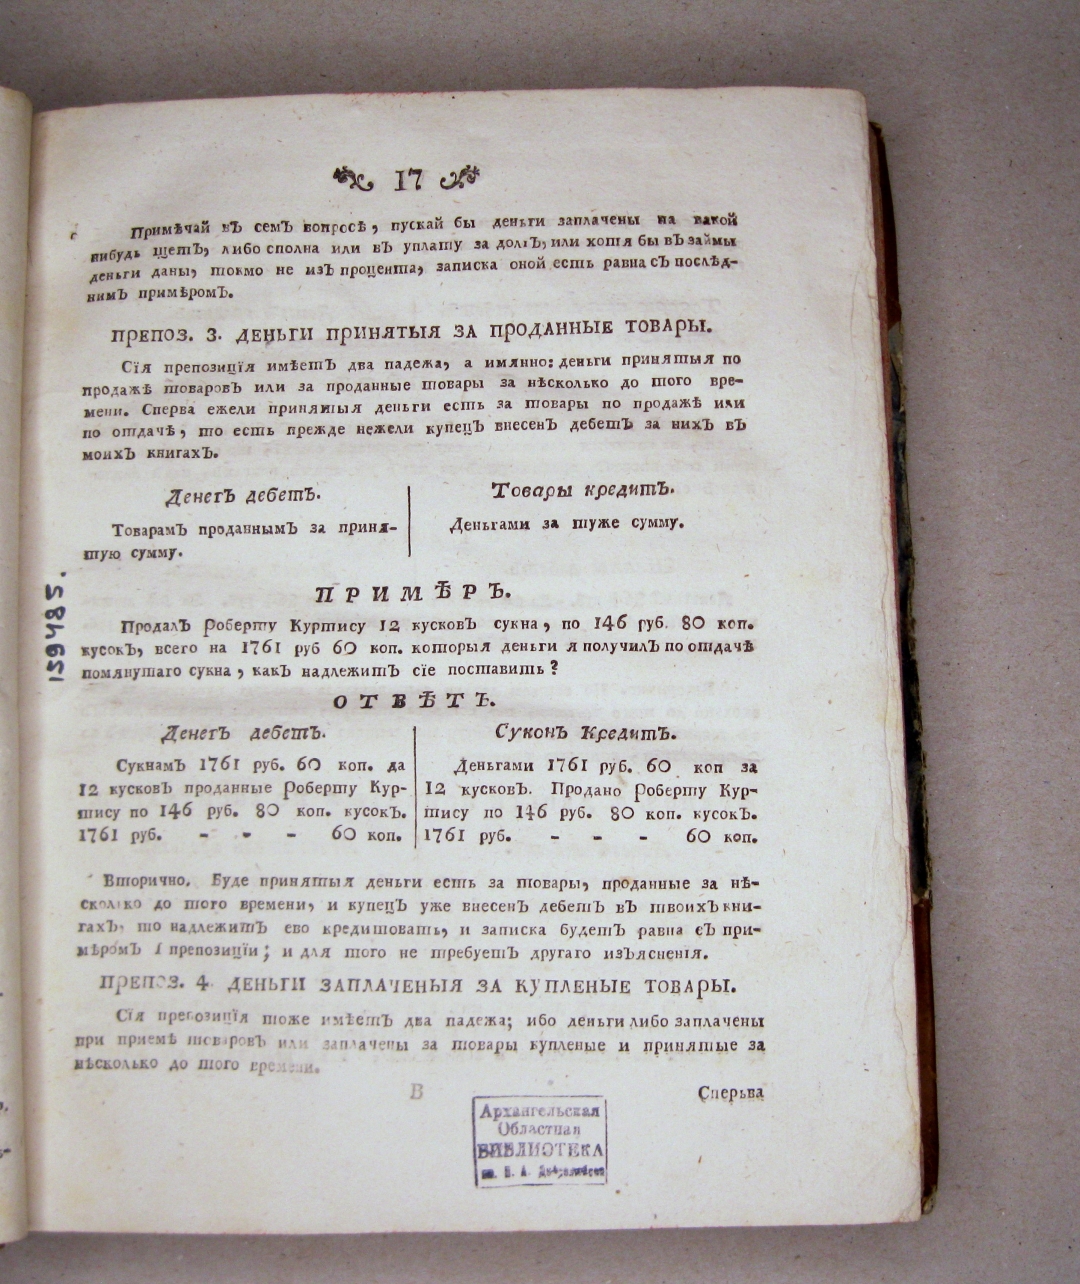 17
Примѣчай вЪ семЪ вопросѣ, пускай бы деньги заплачены на какой
нибудь щетЪ, либо сполна или вЪ уплату за долгЪ, или хотя бы вЪ займы
деньги даны, токмо не изЪ процента, записка оной есть равна сЪ послѣд-
нимЪ примѣромЪ.
ПРЕПОЗ. 3. ДЕНЬГИ ПРИНЯТЫЯ ЗА ПРОДАННЫЕ ТОВАРЫ.
Сїя препозицїя имѣетЪ два падежа, а имянно: деньги принятыя по
продажѣ товаровЪ или за проданные товары за нѣсколько до того вре-
мени. Сперва ежели принятыя деньги есть за товары по продажѣ или
по отдачѣ, то есть прежде нежели купецЪ внесенЪ дебетЪ за нихЪ вЪ
моихЪ книгахЪ.
ДенегЪ дебетЪ.
ТоварамЪ проданнымЪ за приня-
тую сумму.
Товары кредитЪ.
Деньгами за туже сумму.
ПРИМѢРЪ.
ПродалЪ Роберту Куртису 12 кусковЪ сукна, по 146 руб. 80 коп.
кусокЪ, всего на 1761 руб 60 коп. которыя деньги я получилЪ по отдачѣ
помянутаго сукна, какЪ надлежитЪ сїе поставить?
ОТВѢТЪ.
ДенегЪ дебетЪ.
СукнамЪ 1761 руб. 60 коп. да
12 кусковЪ проданные Роберту Кур-
тису по 146 руб. 80 коп. кусокЪ.
1761 руб. - - - 60 коп.
СуконЪ КредитЪ.
Деньгами 1761 руб. 60 коп за
12 кусковЪ. Продано Роберту Кур-
тису по 146 руб. 80 коп. кусокЪ.
1761 руб. - - - 60 коп.
Вторично. Буде принятыя деньги есть за товары, проданные за нѣ-
сколько до того времени, и купецЪ уже внесенЪ дебетЪ вЪ твоихЪ кни-
гахЪ, то надлежитЪ ево кредитовать, и записка будетЪ равна сЪ при-
мѣромЪ 1 препозицїи; и для того не требуетЪ другаго изЪясненїя.
ПРЕПОЗ. 4. ДЕНЬГИ ЗАПЛАЧЕНЫЯ ЗА КУПЛЕНЫЕ ТОВАРЫ.
Сїя препозицїя тоже имѣетЪ два падежа; ибо деньги либо заплачены
при приемѣ товаровЪ или заплачены за товары купленые и принятые за
нѣсколько до того времени.
В
Сперьва
159485.
Архангельская
Областная
БИБЛИОТЕКА
им. Н. А. Добролюбова